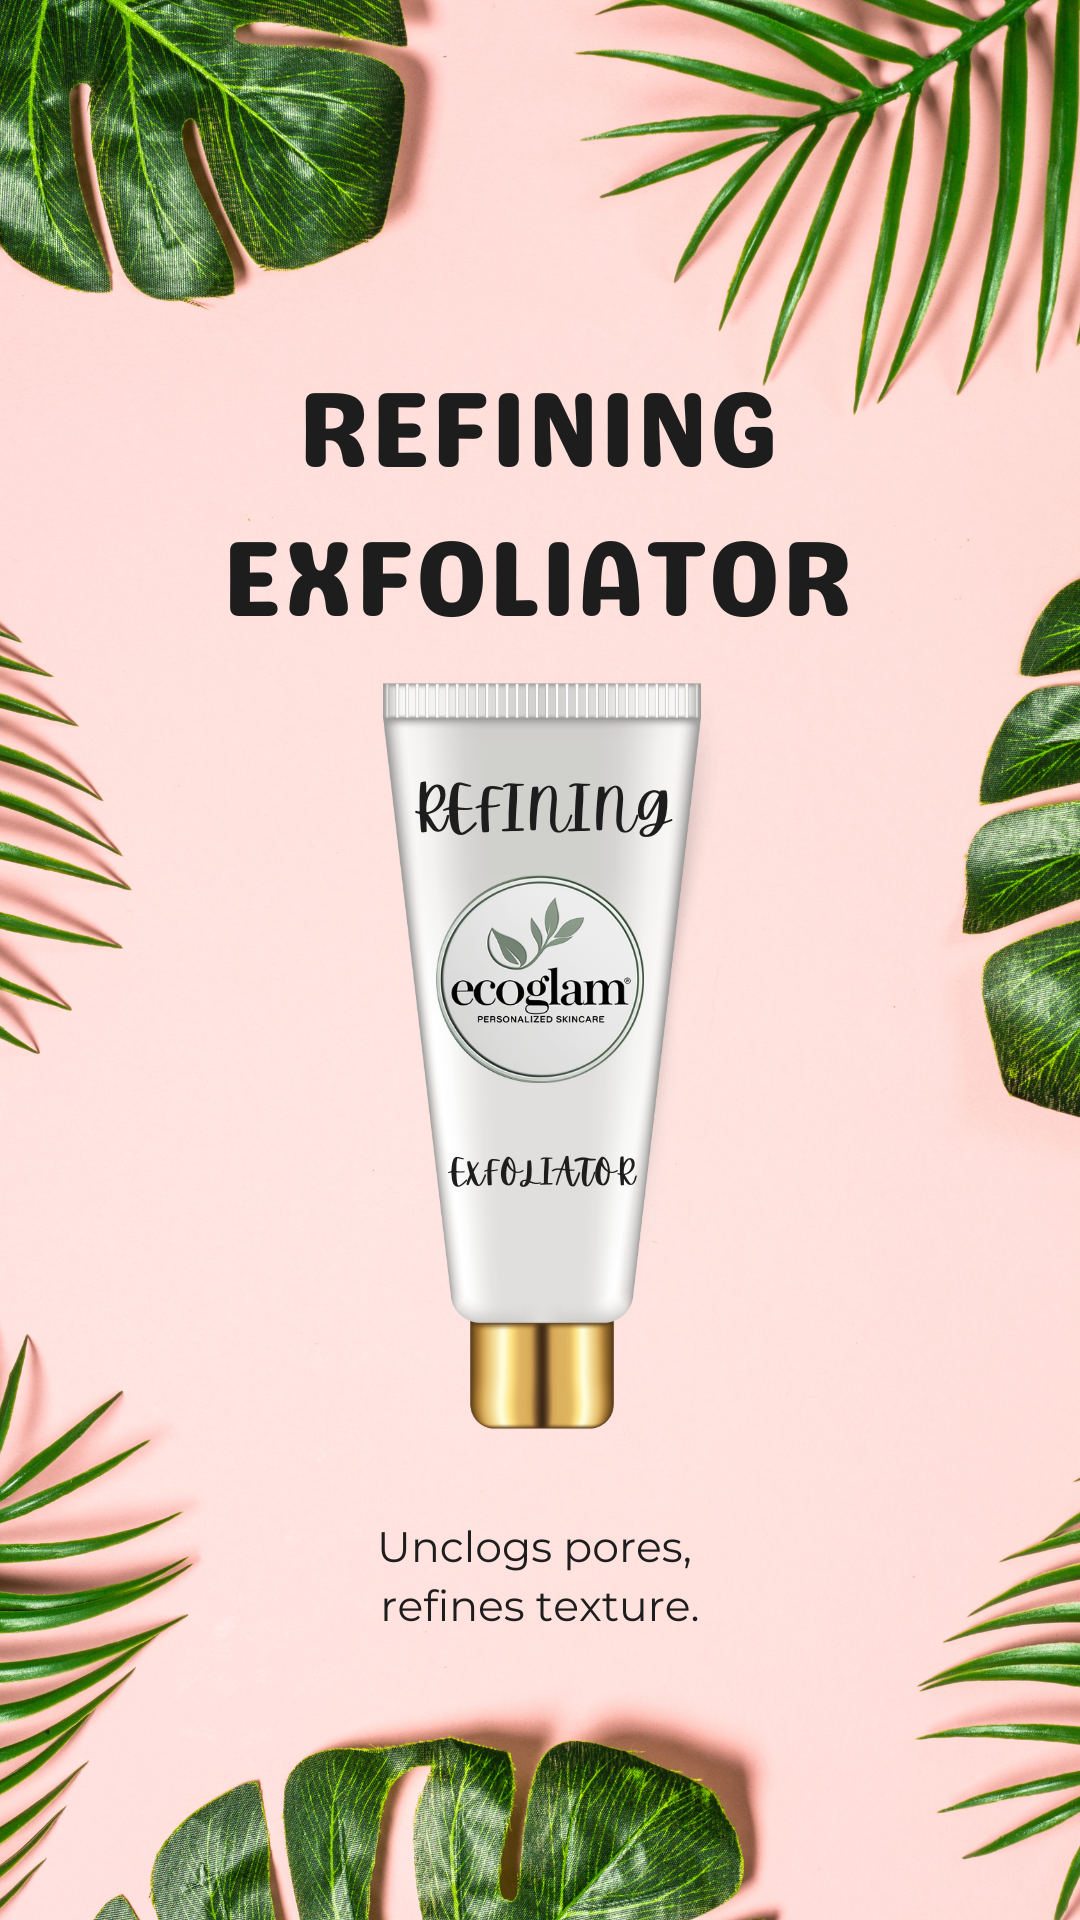 REFINING
EXFOLIATOR
REFINING
ecoglam®
PERSONALIZED SKINCARE
EXFOLIATOR
Unclogs pores,
refines texture.